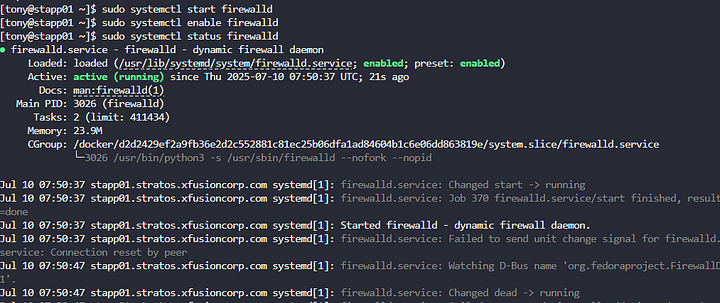 [tony@stapp01 ~]$ sudo systemctl start firewalld
[tony@stapp01 ~]$ sudo systemctl enable firewalld
[tony@stapp01 ~]$ sudo systemctl status firewalld
● firewalld.service - firewalld - dynamic firewall daemon
Loaded: loaded (/usr/lib/systemd/system/firewalld.service; enabled; preset: enabled)
Active: active (running) since Thu 2025-07-10 07:50:37 UTC; 21s ago
Docs: man:firewalld(1)
Main PID: 3026 (firewalld)
Tasks: 2 (limit: 411434)
Memory: 23.9M
CGroup: /docker/d2d2429ef2a9fb36e2d2c552881c81ec25b06dfa1ad84604b1c6e06dd863819e/system.slice/firewalld.service
└─3026 /usr/bin/python3 -s /usr/sbin/firewalld --nofork --nopid
Jul 10 07:50:37 stapp01.stratos.xfusioncorp.com systemd[1]: firewalld.service: Changed start -> running
Jul 10 07:50:37 stapp01.stratos.xfusioncorp.com systemd[1]: firewalld.service: Job 370 firewalld.service/start finished, result
=done
Jul 10 07:50:37 stapp01.stratos.xfusioncorp.com systemd[1]: Started firewalld - dynamic firewall daemon.
Jul 10 07:50:37 stapp01.stratos.xfusioncorp.com systemd[1]: firewalld.service: Failed to send unit change signal for firewalld.
service: Connection reset by peer
Jul 10 07:50:47 stapp01.stratos.xfusioncorp.com systemd[1]: firewalld.service: Watching D-Bus name 'org.fedoraproject.FirewallD
1'.
Jul 10 07:50:47 stapp01.stratos.xfusioncorp.com systemd[1]: firewalld.service: Changed dead -> running